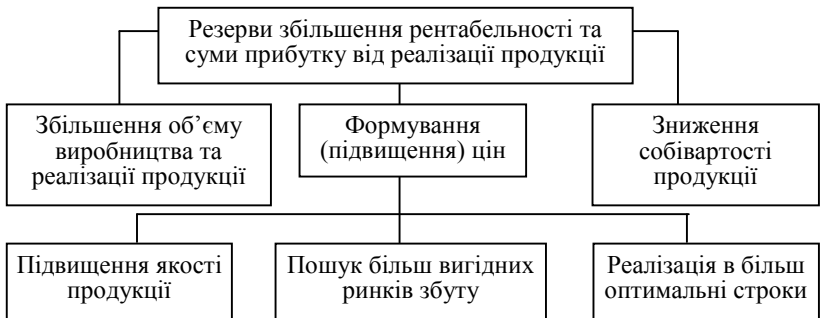 Резерви збільшення рентабельності та
суми прибутку від реалізації продукції
Збільшення об’єму
виробництва та
реалізації продукції
Формування
(підвищення) цін
Зниження
собівартості
продукції
Підвищення якості
продукції
Пошук більш вигідних
ринків збуту
Реалізація в більш
оптимальні строки